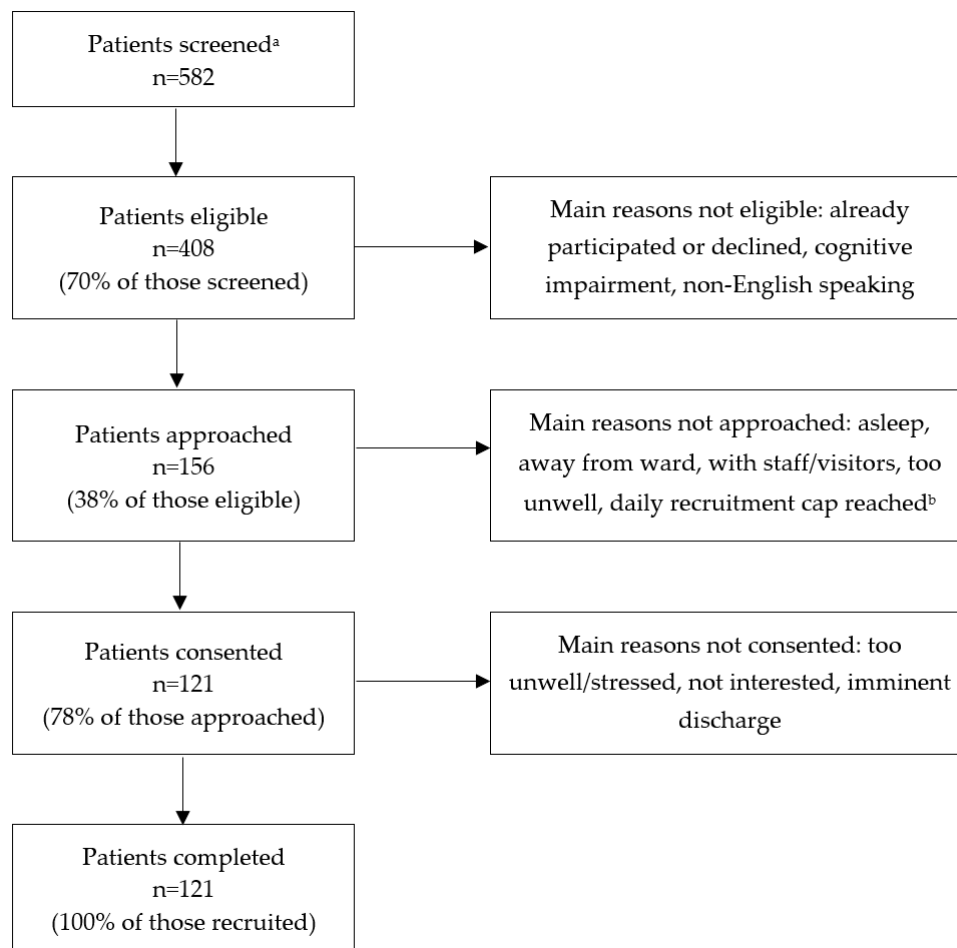 Patients screenedᵃ
n=582
Patients eligible
n=408
(70% of those screened)
Main reasons not eligible: already
participated or declined, cognitive
impairment, non-English speaking
Patients approached
n=156
(38% of those eligible)
Main reasons not approached: asleep,
away from ward, with staff/visitors, too
unwell, daily recruitment cap reachedᵇ
Patients consented
n=121
(78% of those approached)
Main reasons not consented: too
unwell/stressed, not interested, imminent
discharge
Patients completed
n=121
(100% of those recruited)